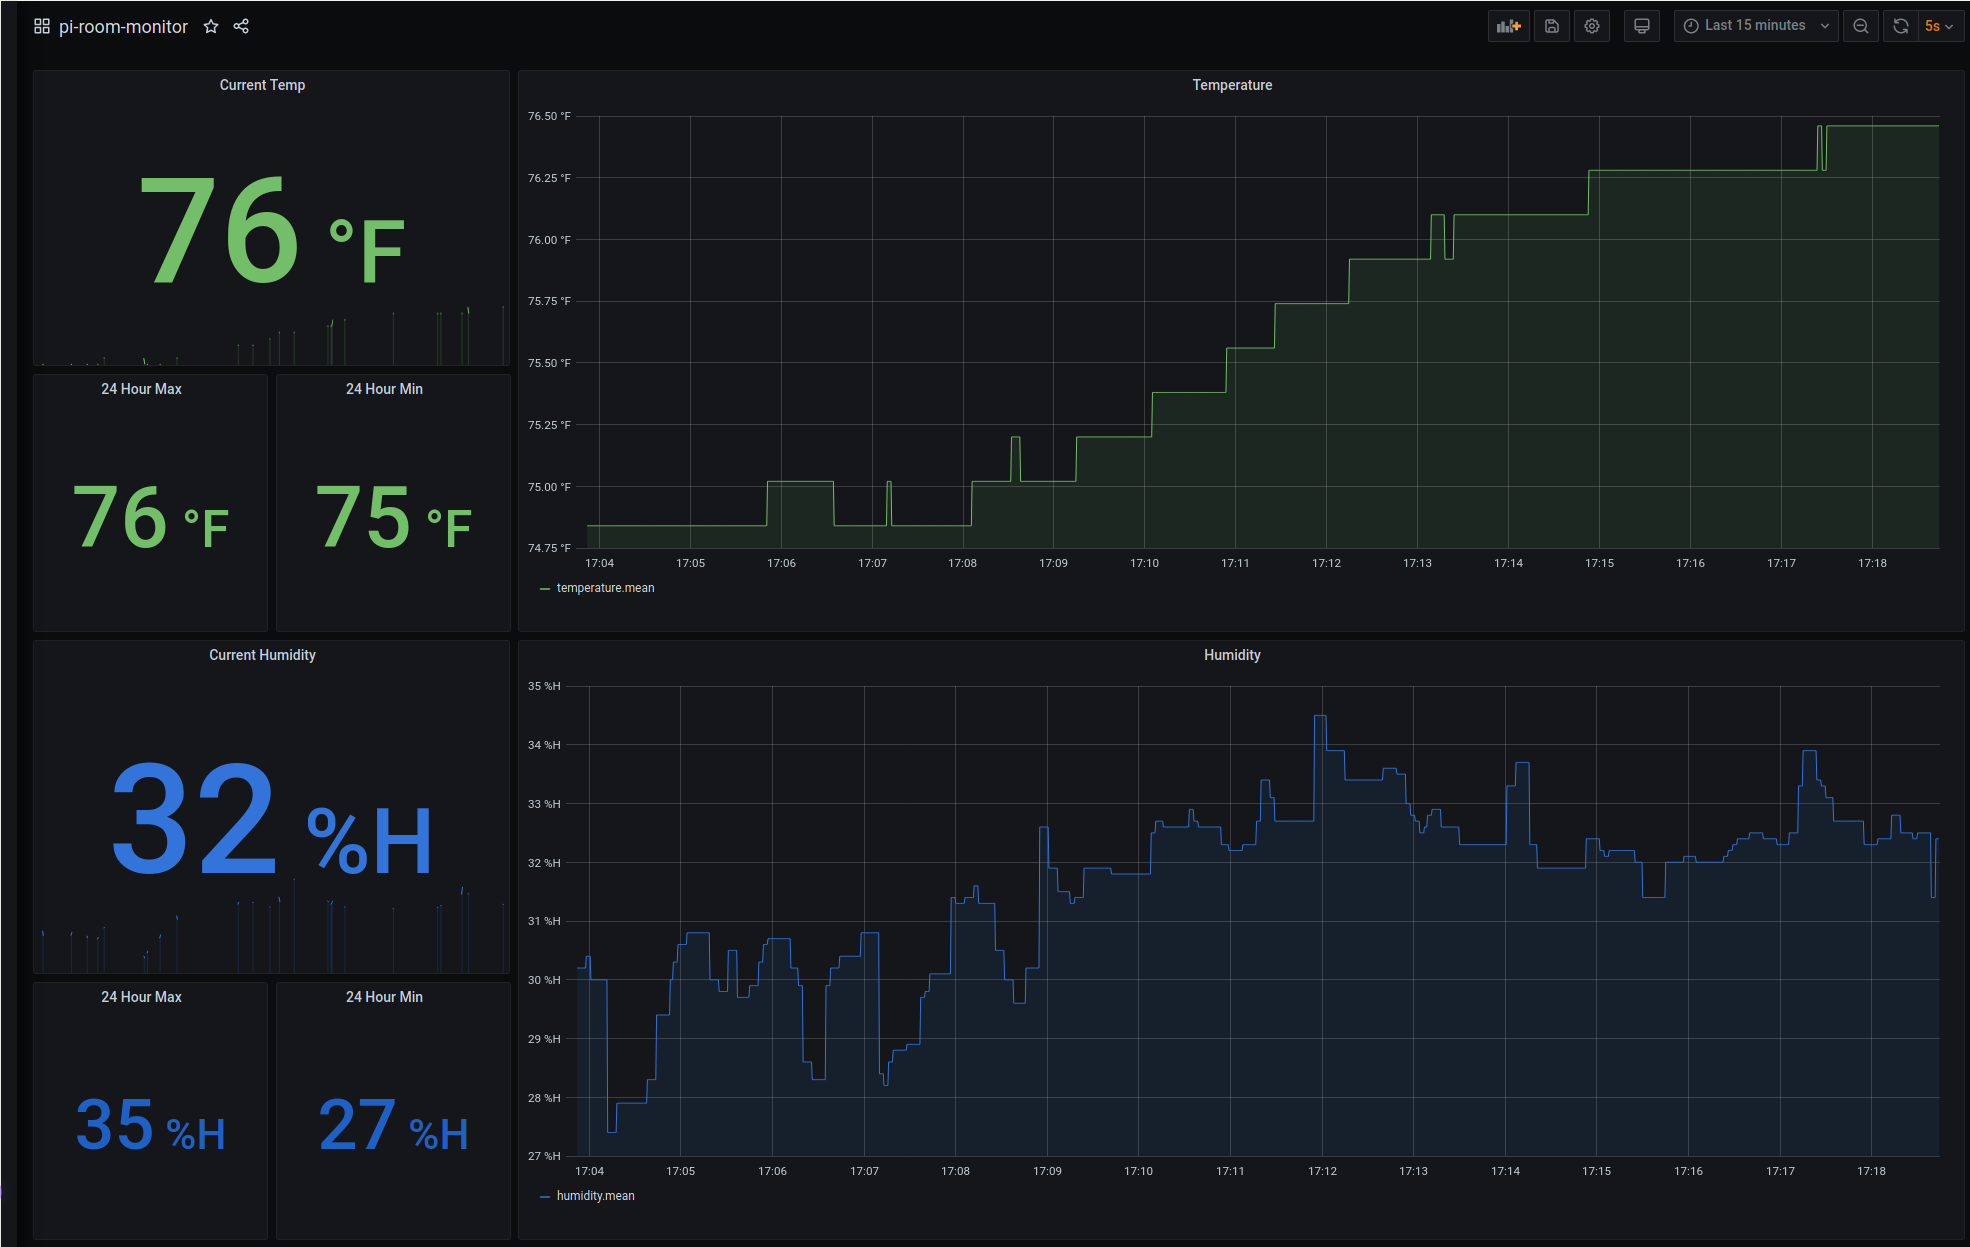 pi-room-monitor
Last 15 minutes
5s
Current Temp
76 °F
24 Hour Max
76 °F
24 Hour Min
75 °F
Temperature
76.50 °F
76.25 °F
76.00 °F
75.75 °F
75.50 °F
75.25 °F
75.00 °F
74.75 °F
17:04 17:05 17:06 17:07 17:08 17:09 17:10 17:11 17:12 17:13 17:14 17:15 17:16 17:17 17:18
temperature.mean
Current Humidity
32 %H
24 Hour Max
35 %H
24 Hour Min
27 %H
Humidity
35 %H
34 %H
33 %H
32 %H
31 %H
30 %H
29 %H
28 %H
27 %H
17:04 17:05 17:06 17:07 17:08 17:09 17:10 17:11 17:12 17:13 17:14 17:15 17:16 17:17 17:18
humidity.mean